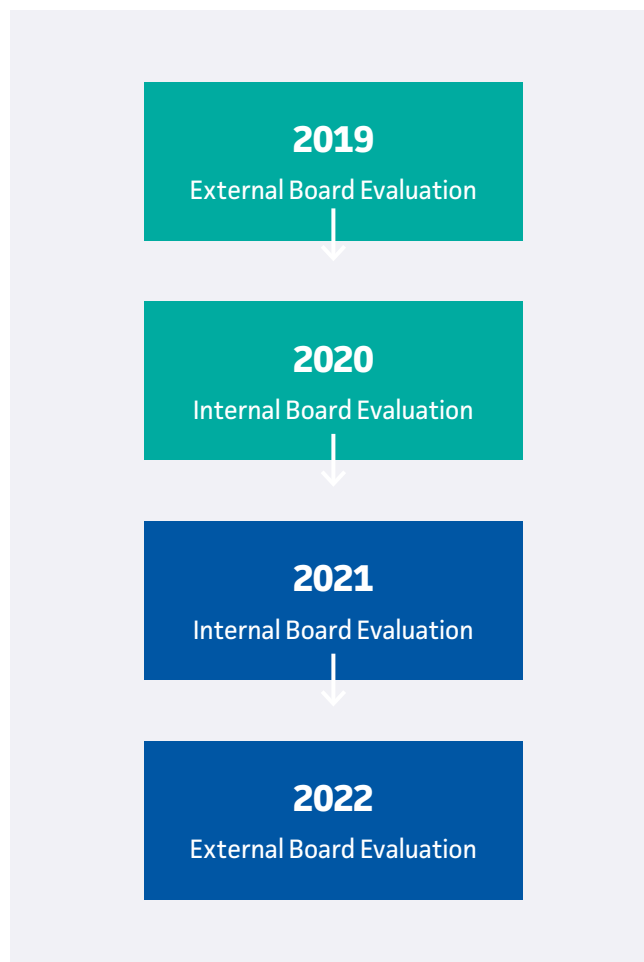 2019
External Board Evaluation
2020
Internal Board Evaluation
2021
Internal Board Evaluation
2022
External Board Evaluation